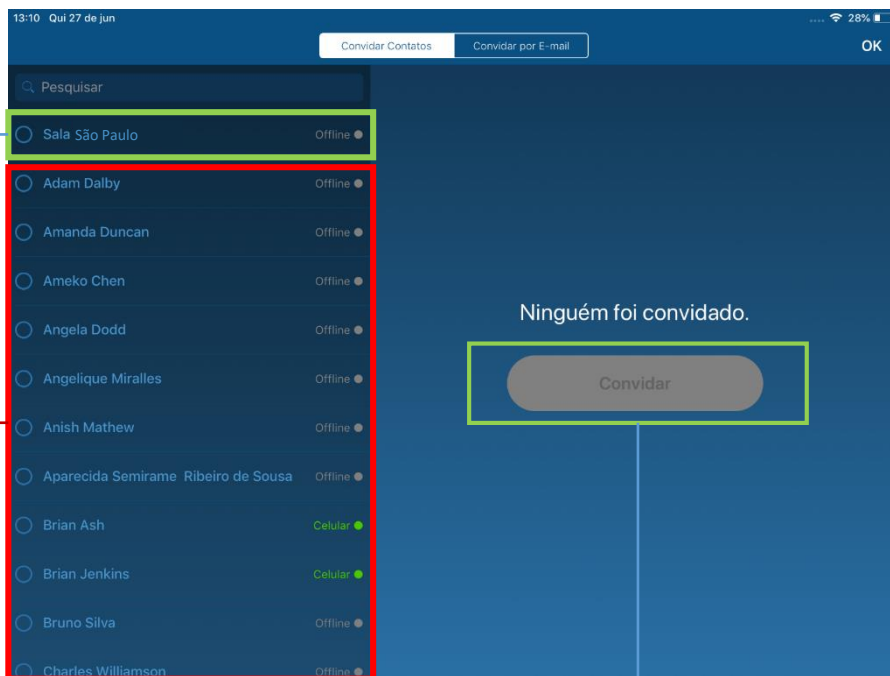 13:10 Qui 27 de jun
28%
Convidar Contatos
Convidar por E-mail
OK
Pesquisar
Sala São Paulo Offline
Adam Dalby Offline
Amanda Duncan Offline
Ameko Chen Offline
Angela Dodd Offline
Angelique Miralles Offline
Anish Mathew Offline
Aparecida Semirame Ribeiro de Sousa Offline
Brian Ash Celular
Brian Jenkins Celular
Bruno Silva Offline
Charles Williamson Offline
Ninguém foi convidado.
Convidar